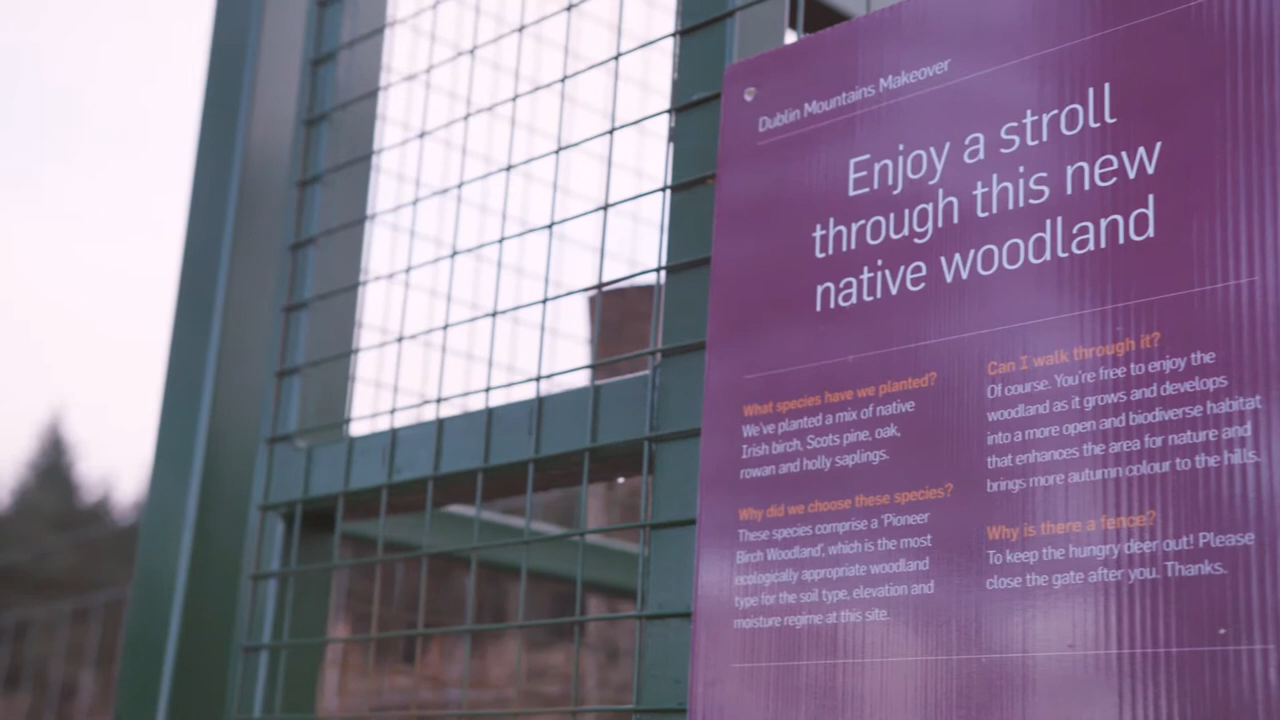 Dublin Mountains Makeover
Enjoy a stroll
through this new
native woodland
What species have we planted?
We've planted a mix of native
Irish birch, Scots pine, oak,
rowan and holly saplings.
Why did we choose these species?
These species comprise a 'Pioneer
Birch Woodland', which is the most
ecologically appropriate woodland
type for the soil type, elevation and
moisture regime at this site.
Can I walk through it?
Of course. You're free to enjoy the
woodland as it grows and develops
into a more open and biodiverse habitat
that enhances the area for nature and
brings more autumn colour to the hills.
Why is there a fence?
To keep the hungry deer out! Please
close the gate after you. Thanks.